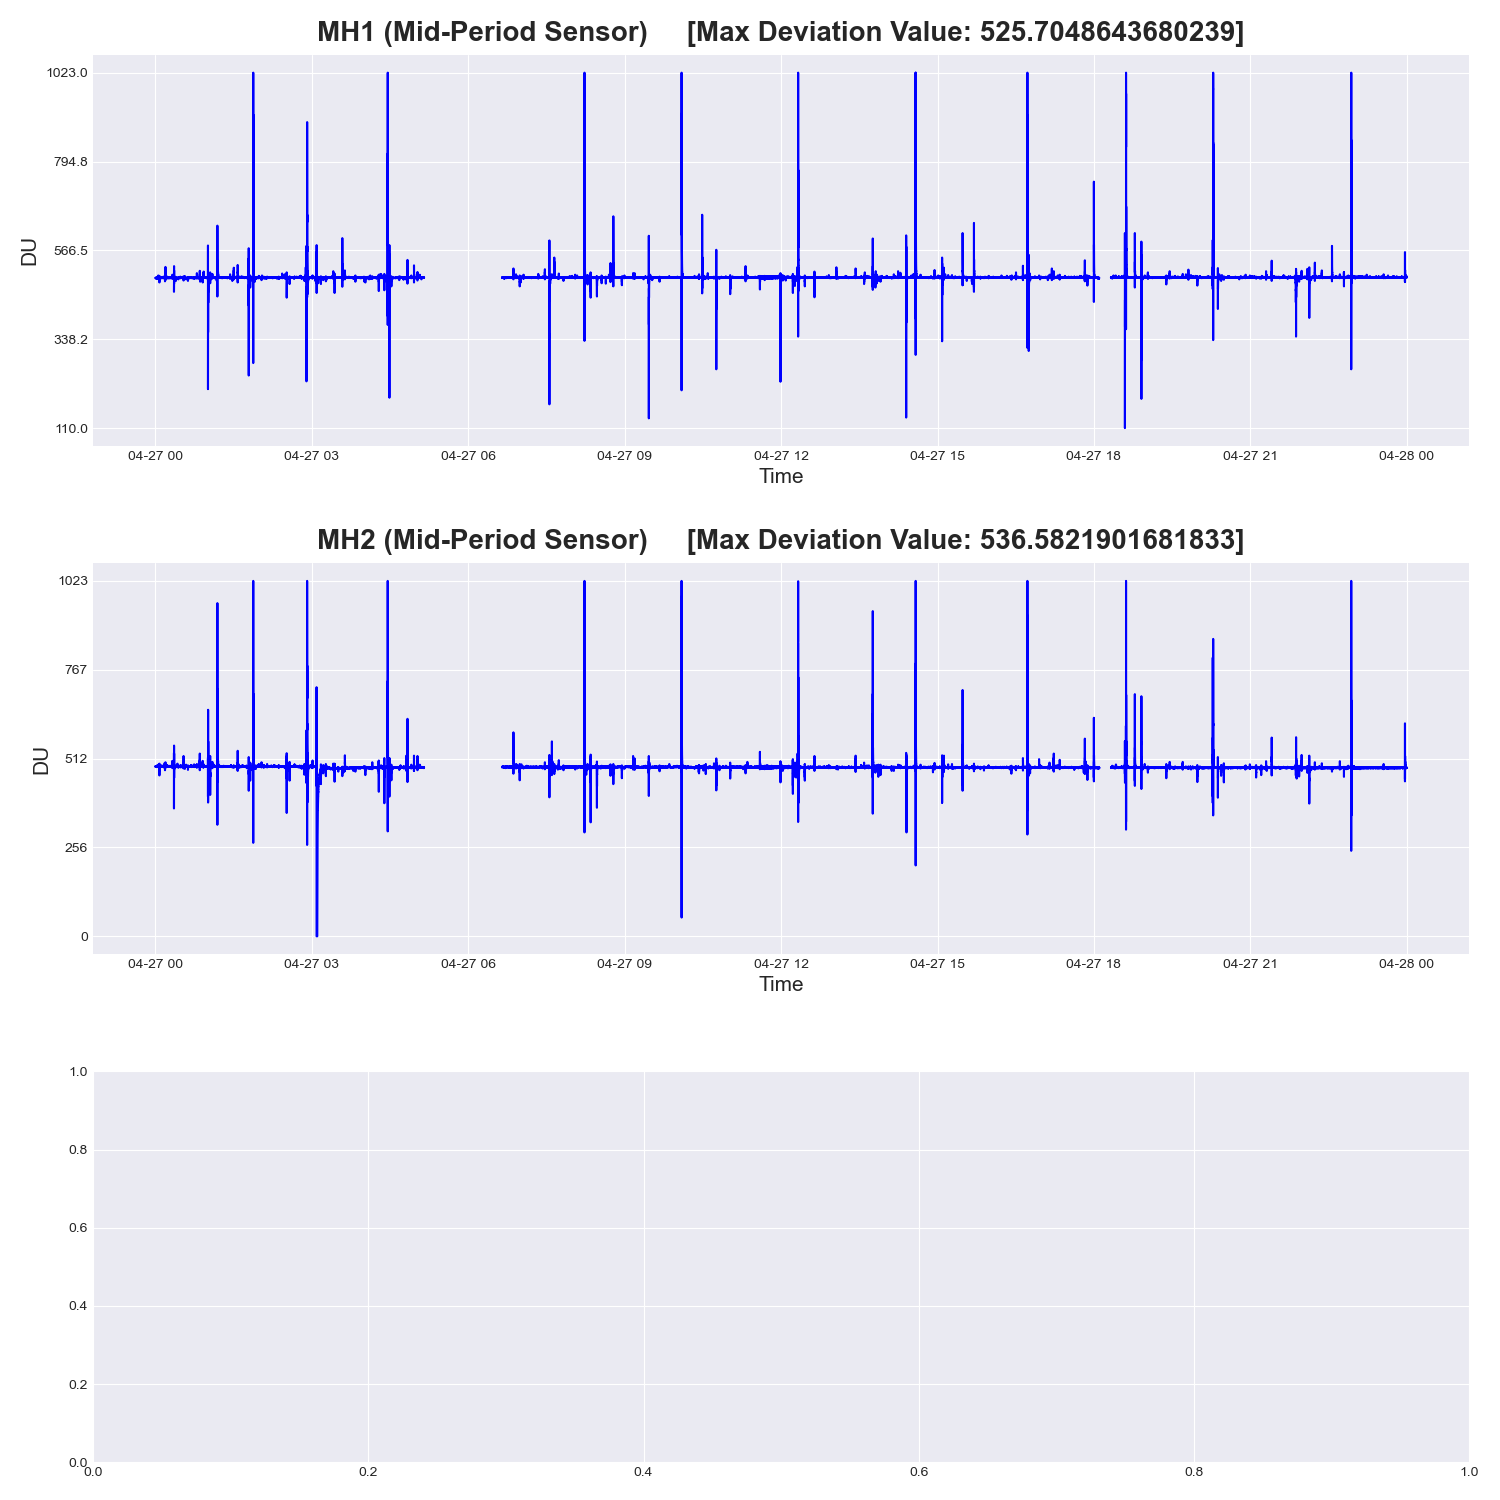 MH1 (Mid-Period Sensor) [Max Deviation Value: 525.7048643680239]
1023.0
794.8
566.5
338.2
110.0
DU
04-27 00 04-27 03 04-27 06 04-27 09 04-27 12 04-27 15 04-27 18 04-27 21 04-28 00
Time
MH2 (Mid-Period Sensor) [Max Deviation Value: 536.5821901681833]
1023
767
512
256
0
DU
04-27 00 04-27 03 04-27 06 04-27 09 04-27 12 04-27 15 04-27 18 04-27 21 04-28 00
Time
1.0
0.8
0.6
0.4
0.2
0.0
0.0 0.2 0.4 0.6 0.8 1.0